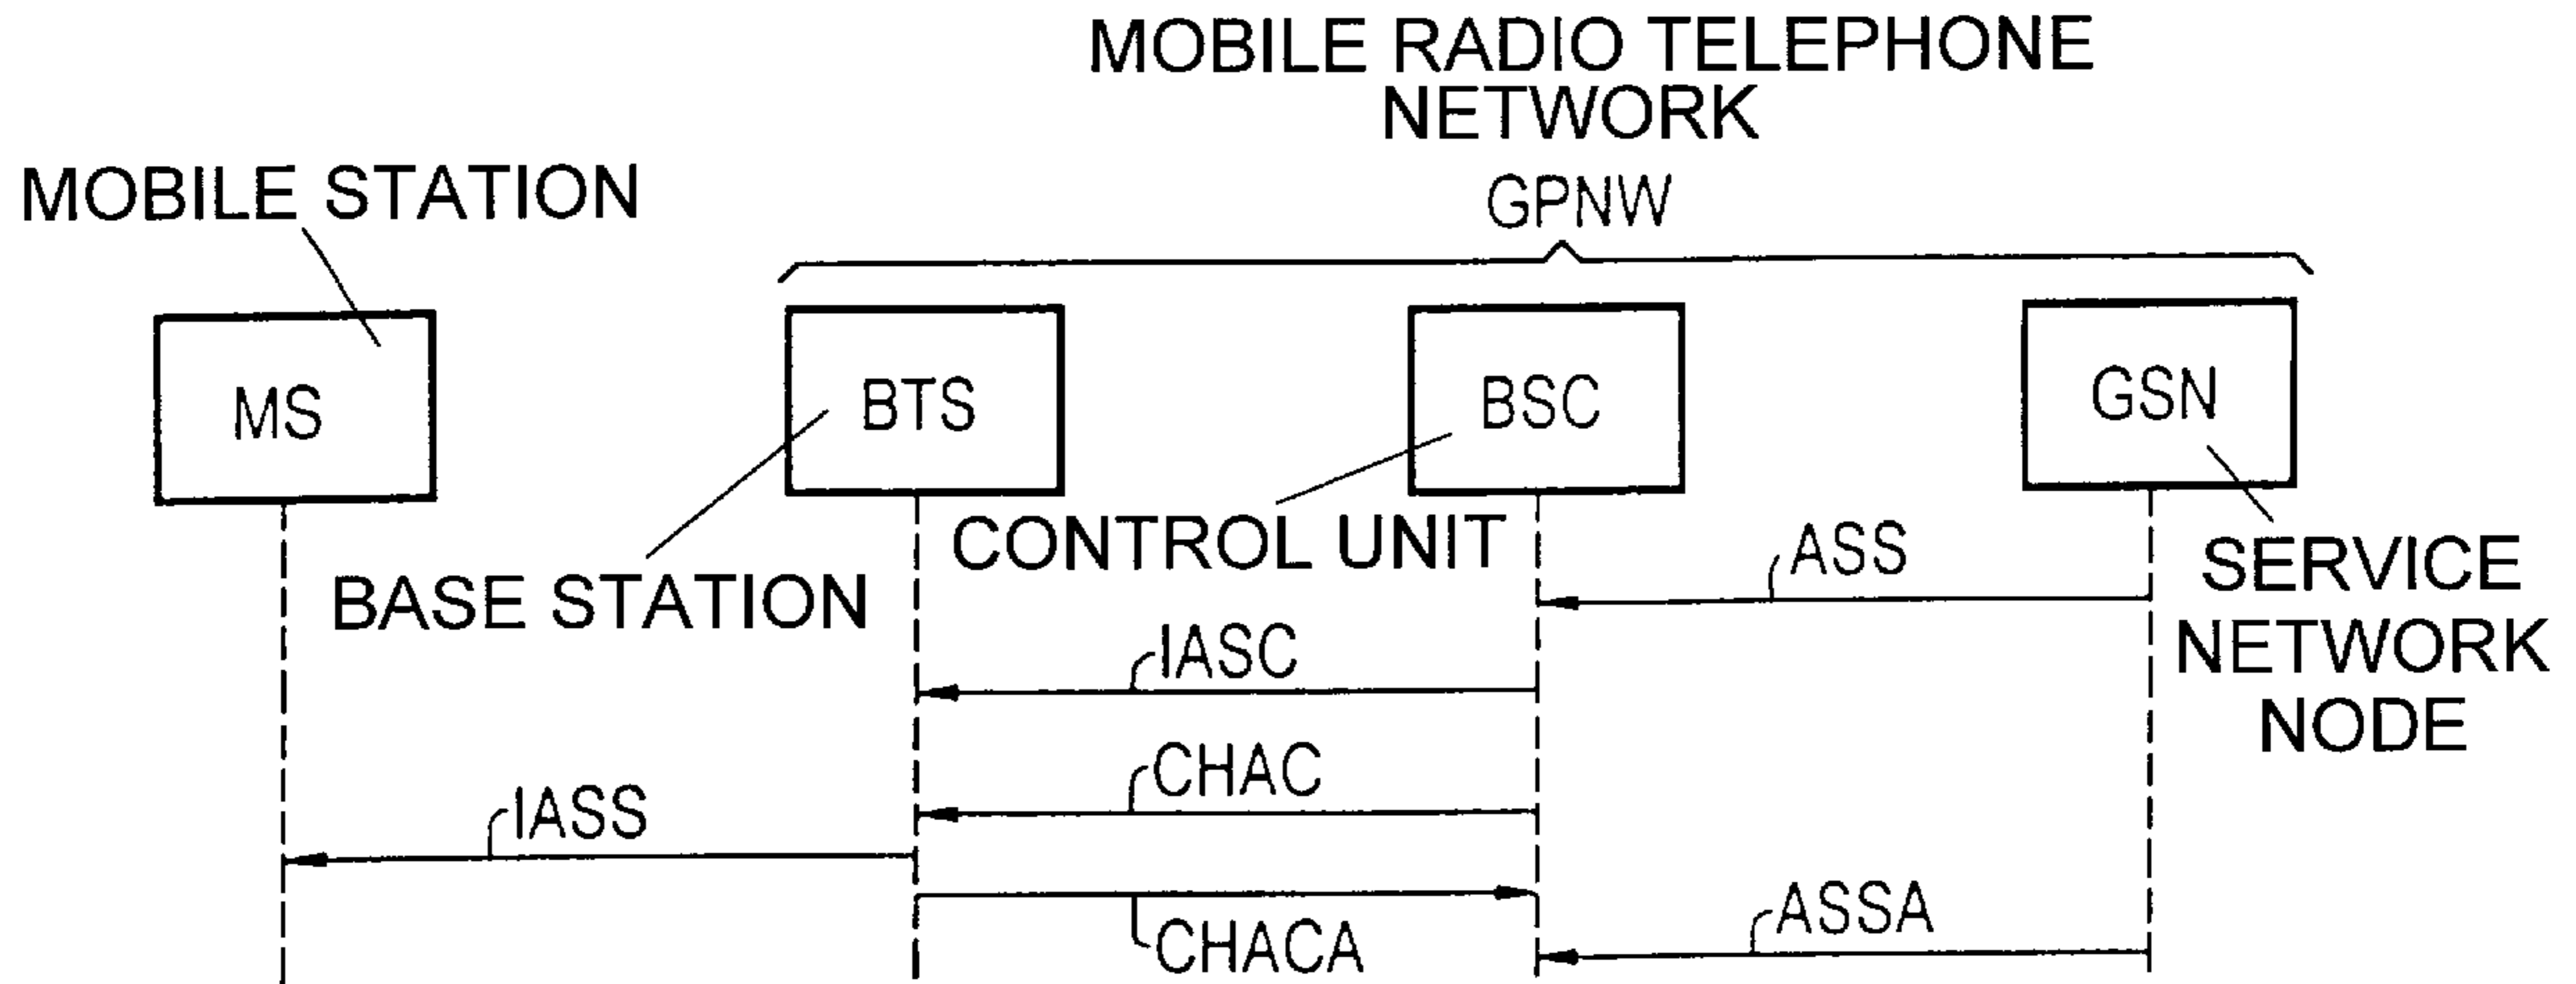 MOBILE RADIO TELEPHONE
NETWORK
GPNW
MOBILE STATION
MS
BTS
BSC
GSN
BASE STATION
CONTROL UNIT
SERVICE
NETWORK
NODE
ASS
IASC
CHAC
IASS
CHACA
ASSA